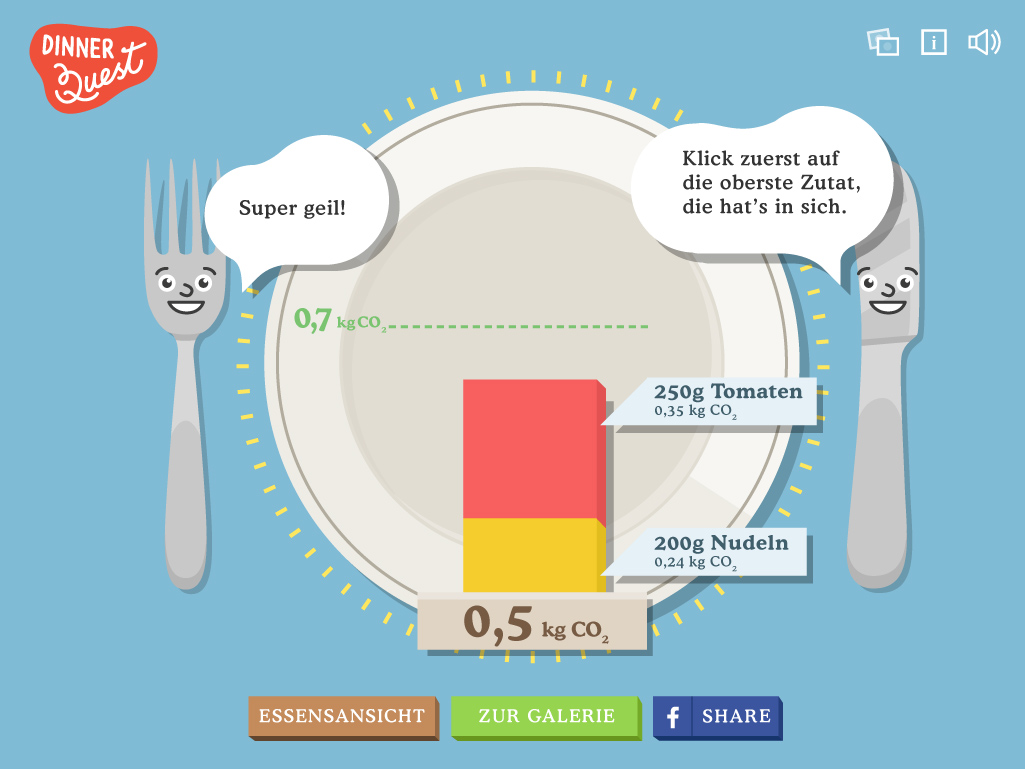 DINNER
Quest
i
Super geil!
Klick zuerst auf
die oberste Zutat,
die hat's in sich.
0,7 kg CO₂
250g Tomaten
0,35 kg CO₂
200g Nudeln
0,24 kg CO₂
0,5 kg CO₂
ESSENSANSICHT
ZUR GALERIE
f SHARE